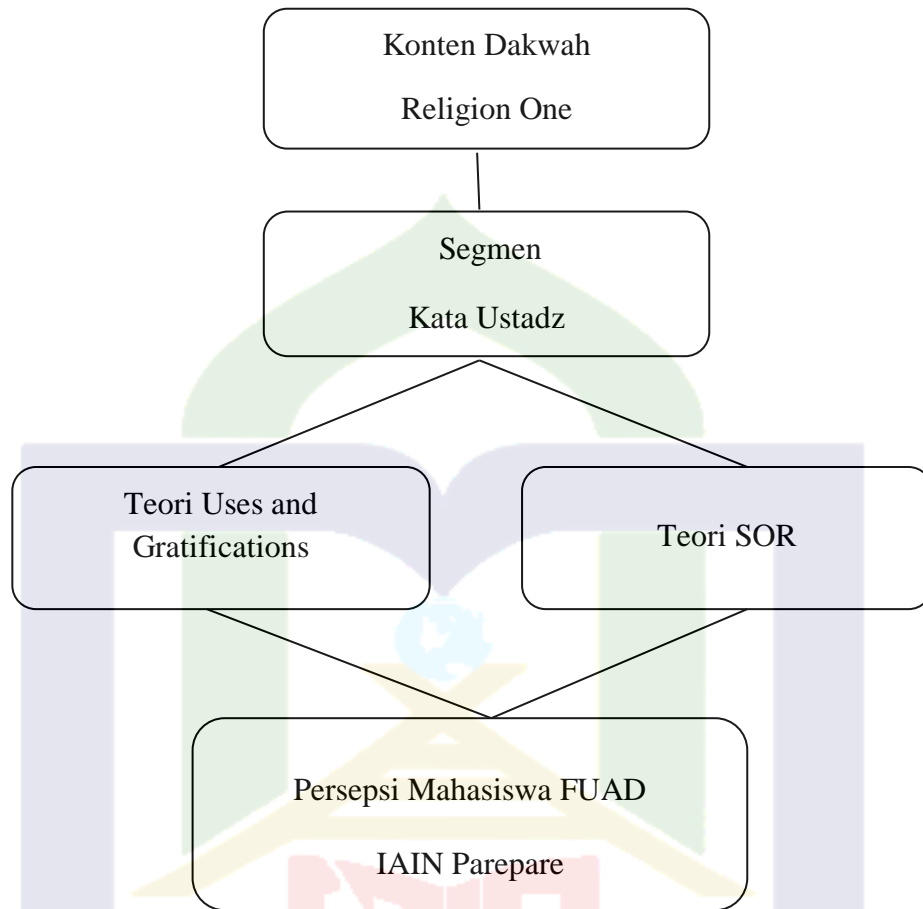 Konten Dakwah
Religion One
Segmen
Kata Ustadz
Teori Uses and
Gratifications
Teori SOR
Persepsi Mahasiswa FUAD
IAIN Parepare